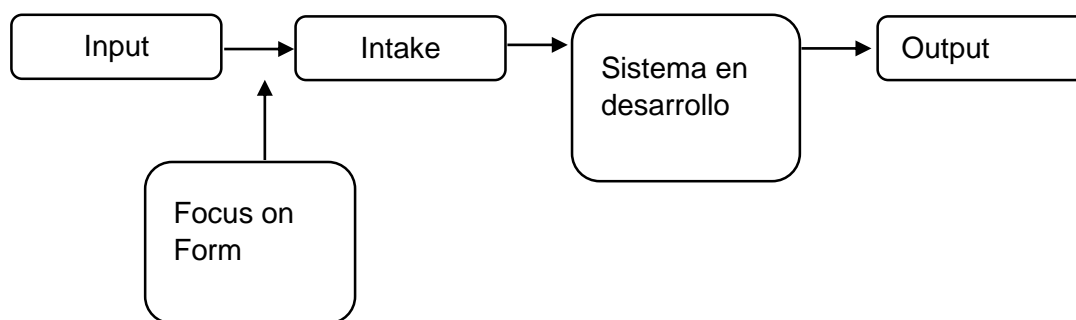 Input
Intake
Sistema en
desarrollo
Output
Focus on
Form